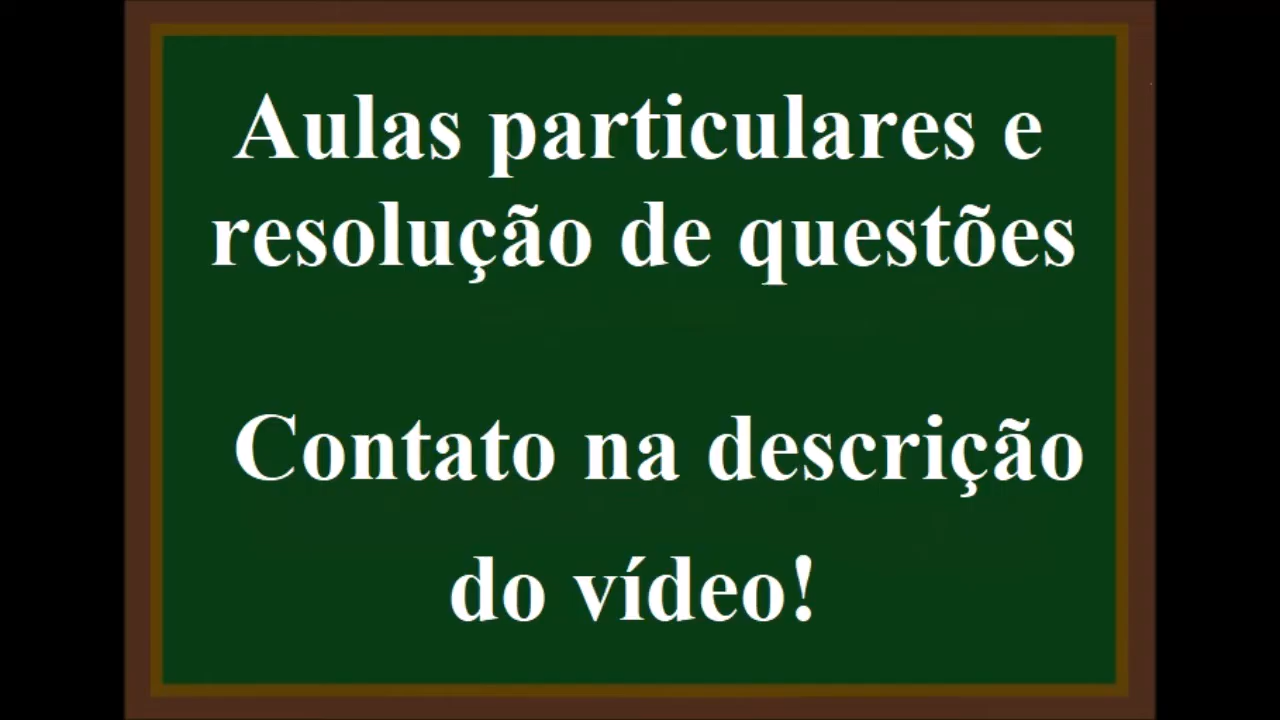 Aulas particulares e
resolução de questões
Contato na descrição
do vídeo!